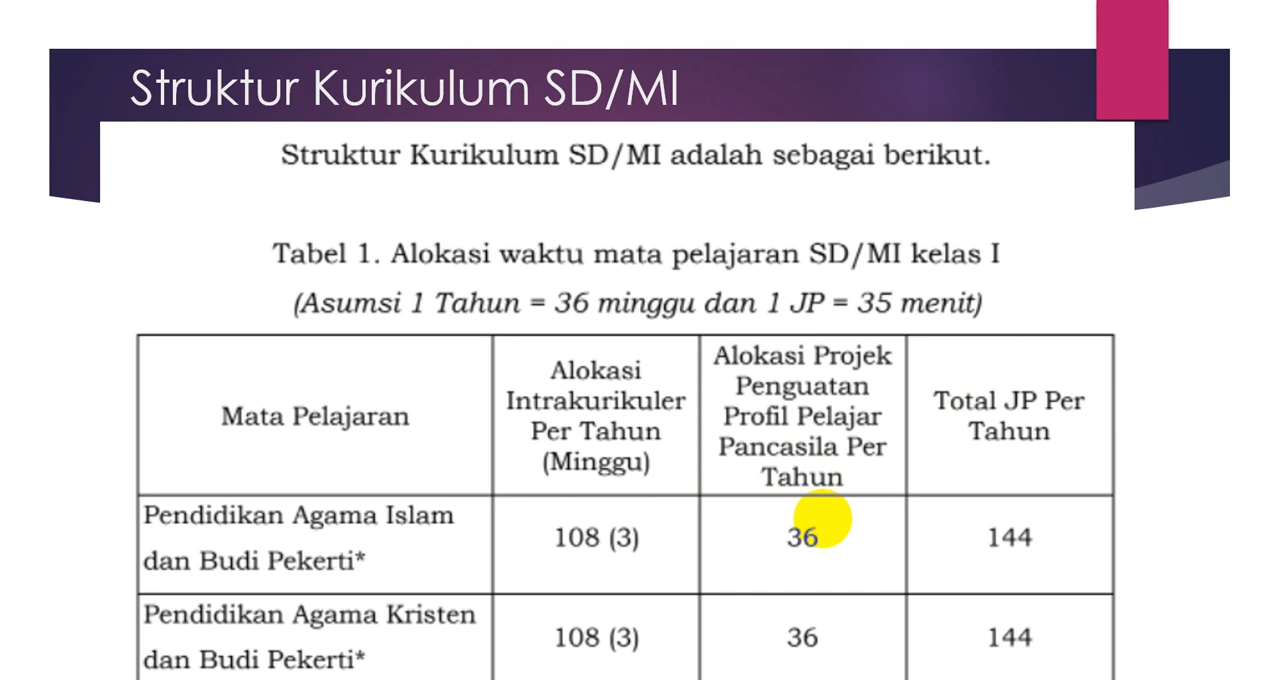 Struktur Kurikulum SD/MI
Struktur Kurikulum SD/MI adalah sebagai berikut.
Tabel 1. Alokasi waktu mata pelajaran SD/MI kelas I
(Asumsi 1 Tahun = 36 minggu dan 1 JP = 35 menit)
Mata Pelajaran
Alokasi
Intrakurikuler
Per Tahun
(Minggu)
Alokasi Projek
Penguatan
Profil Pelajar
Pancasila Per
Tahun
Total JP Per
Tahun
Pendidikan Agama Islam
dan Budi Pekerti*
108 (3)
36
144
Pendidikan Agama Kristen
dan Budi Pekerti*
108 (3)
36
144